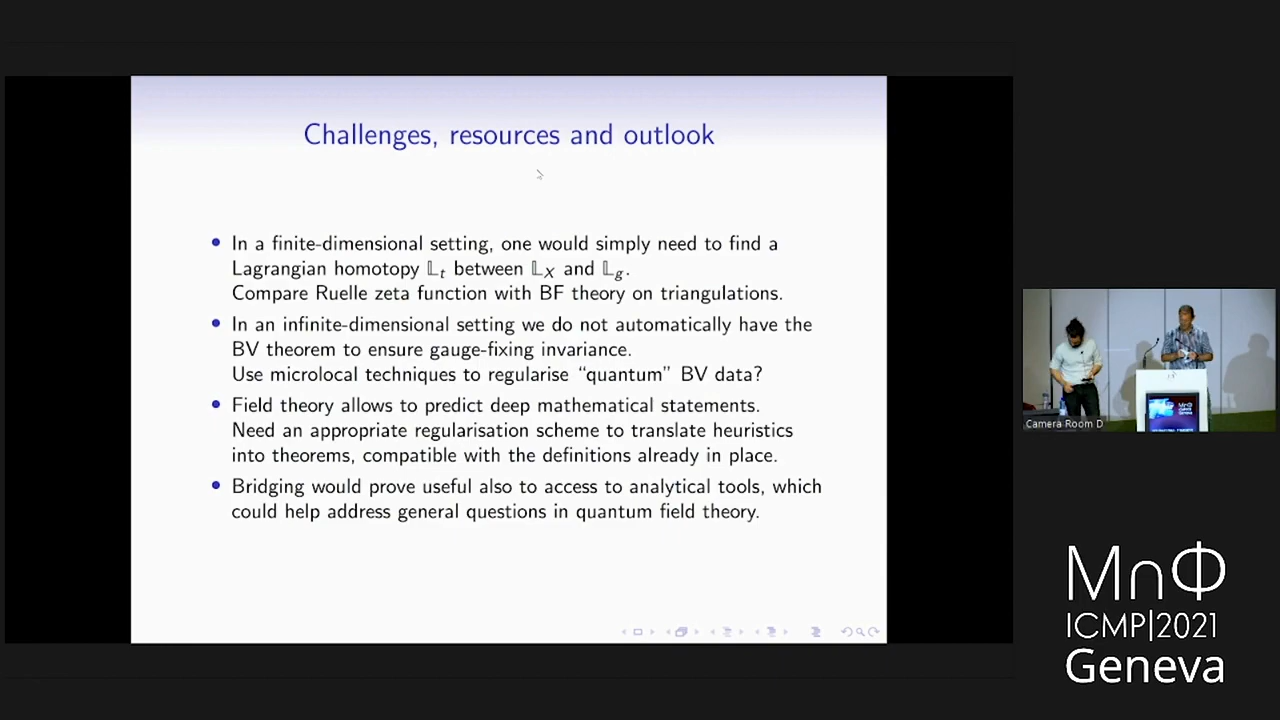 Challenges, resources and outlook
• In a finite-dimensional setting, one would simply need to find a
Lagrangian homotopy 𝕃ₜ between 𝕃_X and 𝕃_g.
Compare Ruelle zeta function with BF theory on triangulations.
• In an infinite-dimensional setting we do not automatically have the
BV theorem to ensure gauge-fixing invariance.
Use microlocal techniques to regularise “quantum” BV data?
• Field theory allows to predict deep mathematical statements.
Need an appropriate regularisation scheme to translate heuristics
into theorems, compatible with the definitions already in place.
• Bridging would prove useful also to access to analytical tools, which
could help address general questions in quantum field theory.
Camera Room D
M∩Φ
Geneva
M∩Φ
ICMP|2021
Geneva